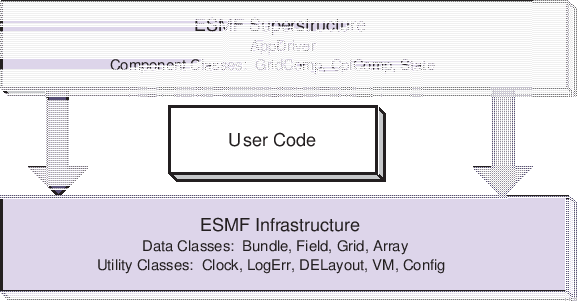 ESMF Superstructure
AppDriver
Component Classes: GridComp, CplComp, State
User Code
ESMF Infrastructure
Data Classes: Bundle, Field, Grid, Array
Utility Classes: Clock, LogErr, DELayout, VM, Config